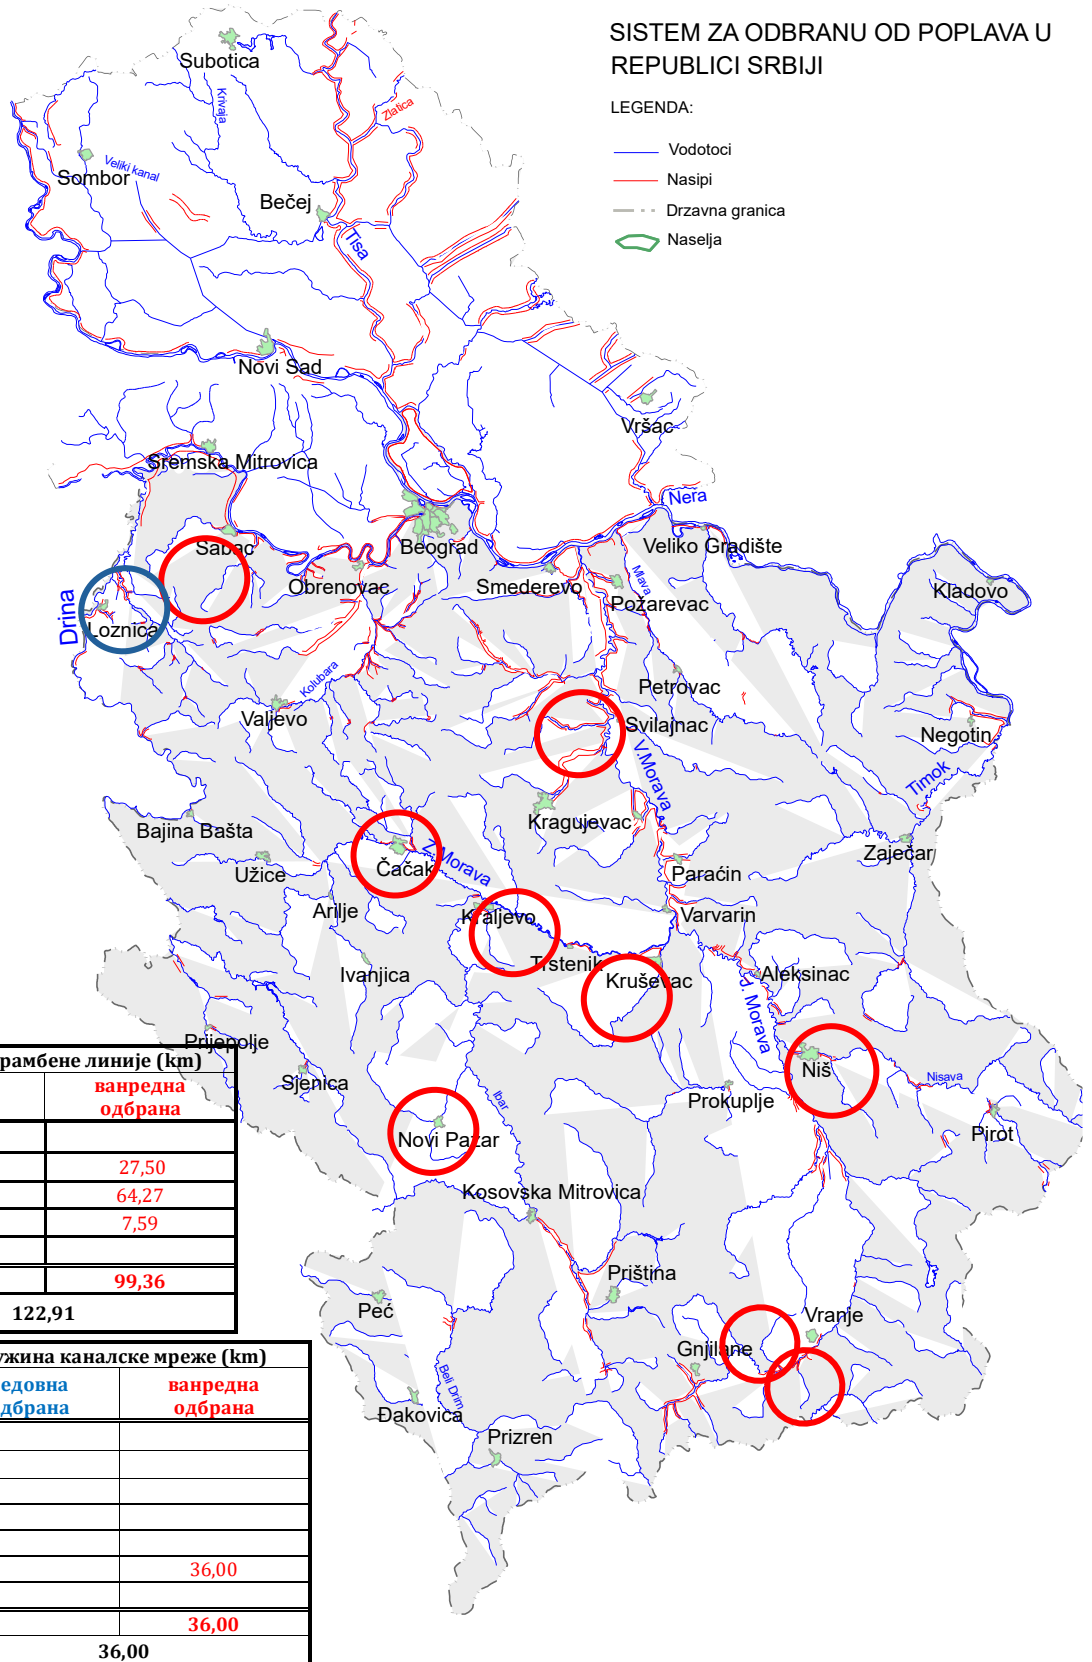 SISTEM ZA ODBRANU OD POPLAVA U
REPUBLICI SRBIJI
LEGENDA:
Vodotoci
Nasipi
Drzavna granica
Naselja
Subotica
Krivaja
Zlatica
Sombor
Veliki kanal
Bečej
Tisa
Novi Sad
Vršac
Sremska Mitrovica
Nera
Šabac
Beograd
Veliko Gradište
Obrenovac
Smederevo
Mlava
Požarevac
Kladovo
Drina
Loznica
Kolubara
Petrovac
Valjevo
Svilajnac
Negotin
V.Morava
Timok
Bajina Bašta
Kragujevac
Zaječar
Užice
Čačak
Z.Morava
Paraćin
Arilje
Kraljevo
Varvarin
Ivanjica
Trstenik
Kruševac
Aleksinac
J. Morava
Prijepolje
Sjenica
Ibar
Niš
Nisava
Prokuplje
Pirot
Novi Pazar
Kosovska Mitrovica
Priština
Peć
Vranje
Gnjilane
Beli Drim
Đakovica
Prizren
рамбене линије (km)
ванредна
одбрана
27,50
64,27
7,59
99,36
122,91
ужина каналске мреже (km)
едовна ванредна
дбрана одбрана
36,00
36,00
36,00